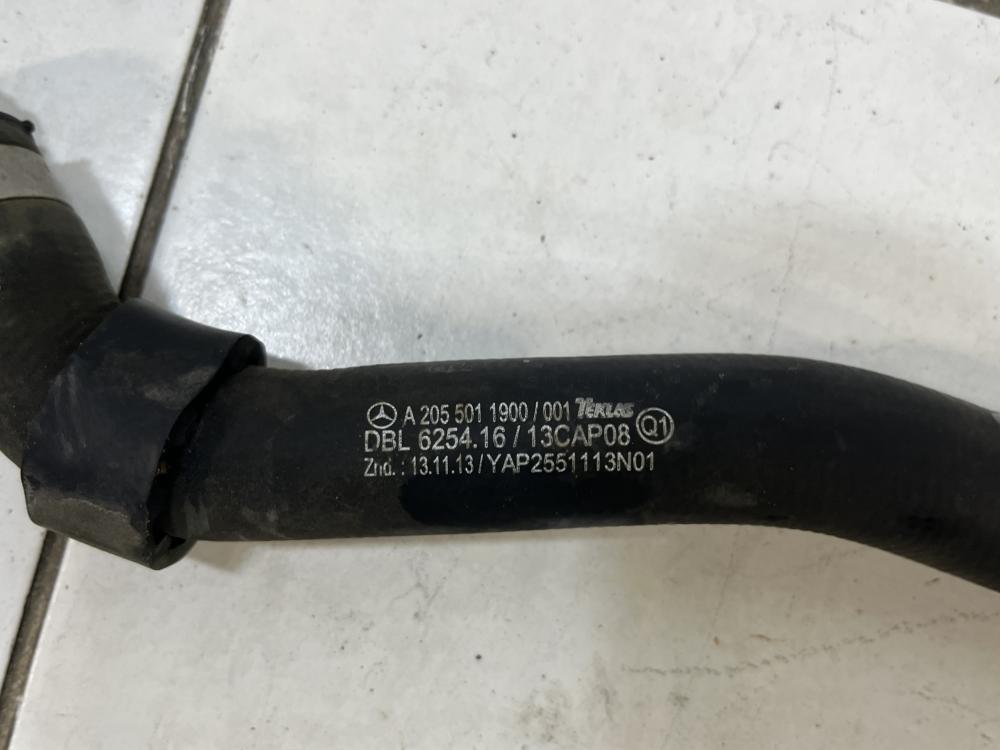 A 205 501 1900 / 001 TEKLAS
DBL 6254.16 / 13CAP08 Q1
Znd. : 13.11.13 / YAP2551113N01